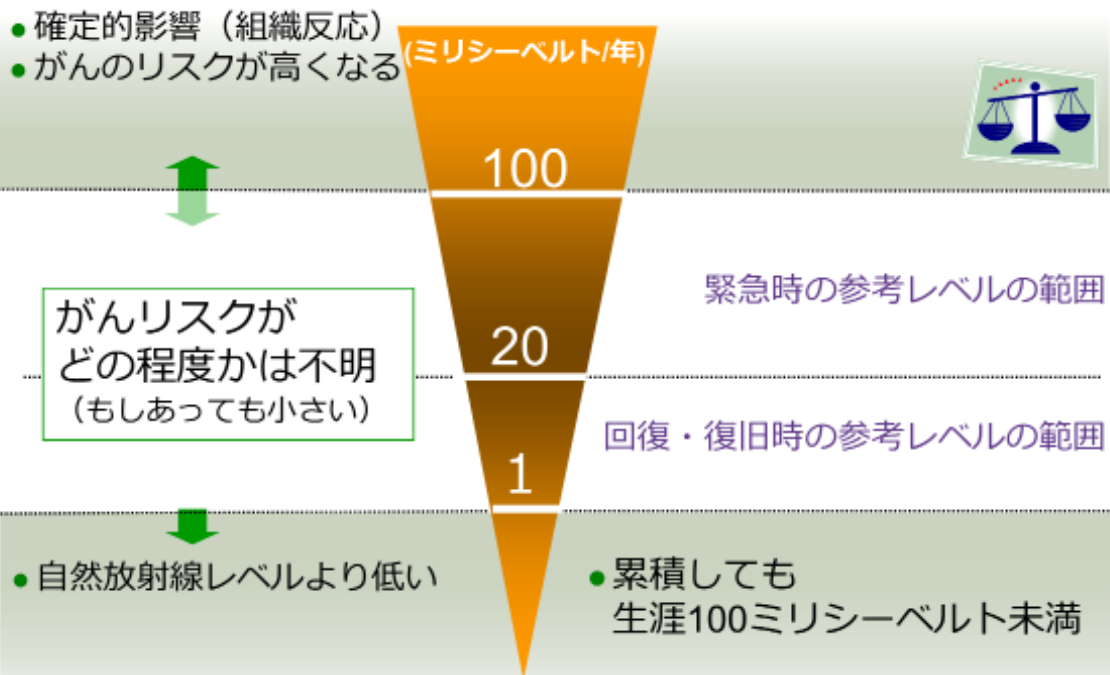 ● 確定的影響（組織反応）
● がんのリスクが高くなる
(ミリシーベルト/年)
100
緊急時の参考レベルの範囲
がんリスクが
どの程度かは不明
（もしあっても小さい）
20
回復・復旧時の参考レベルの範囲
1
● 自然放射線レベルより低い
● 累積しても
生涯100ミリシーベルト未満